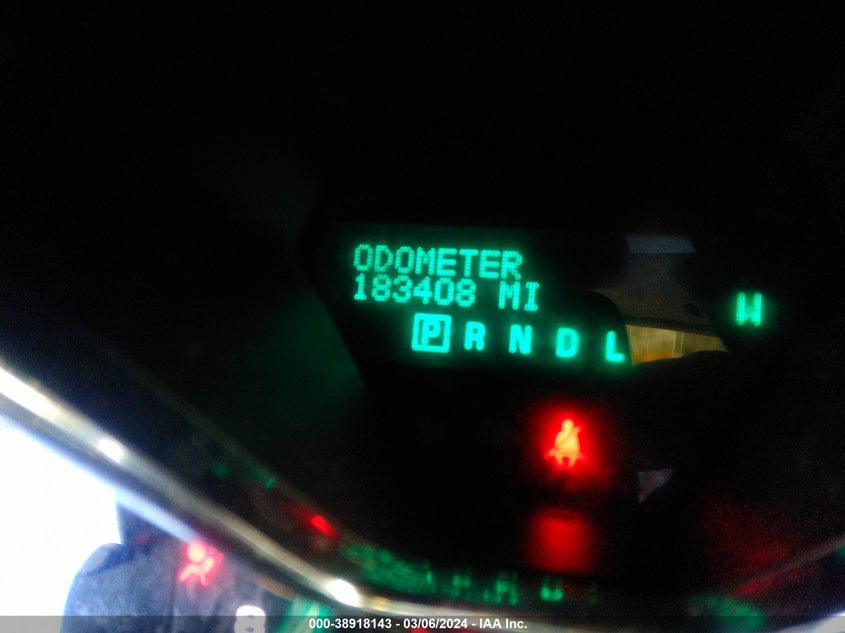 ODOMETER
183408 MI
P R N D L
W
000-38918143 - 03/06/2024 - IAA Inc.